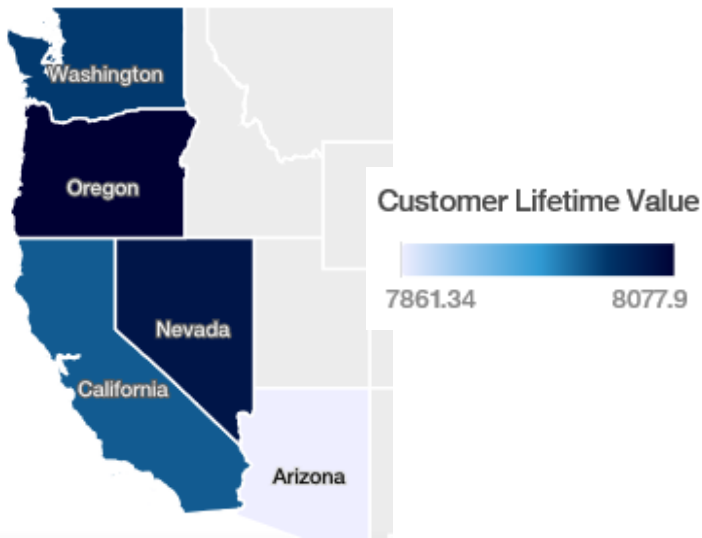 Washington
Oregon
Customer Lifetime Value
7861.34 8077.9
Nevada
California
Arizona